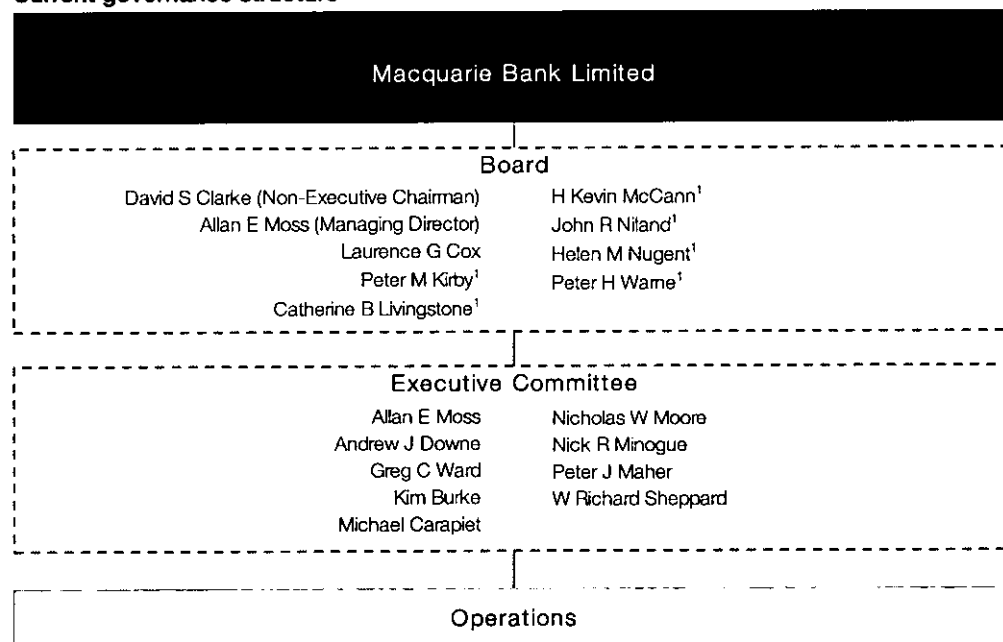 Current governance structure
Macquarie Bank Limited
Board
David S Clarke (Non-Executive Chairman)
Allan E Moss (Managing Director)
Laurence G Cox
Peter M Kirby¹
Catherine B Livingstone¹
H Kevin McCann¹
John R Niland¹
Helen M Nugent¹
Peter H Warne¹
Executive Committee
Allan E Moss
Andrew J Downe
Greg C Ward
Kim Burke
Michael Carapiet
Nicholas W Moore
Nick R Minogue
Peter J Maher
W Richard Sheppard
Operations